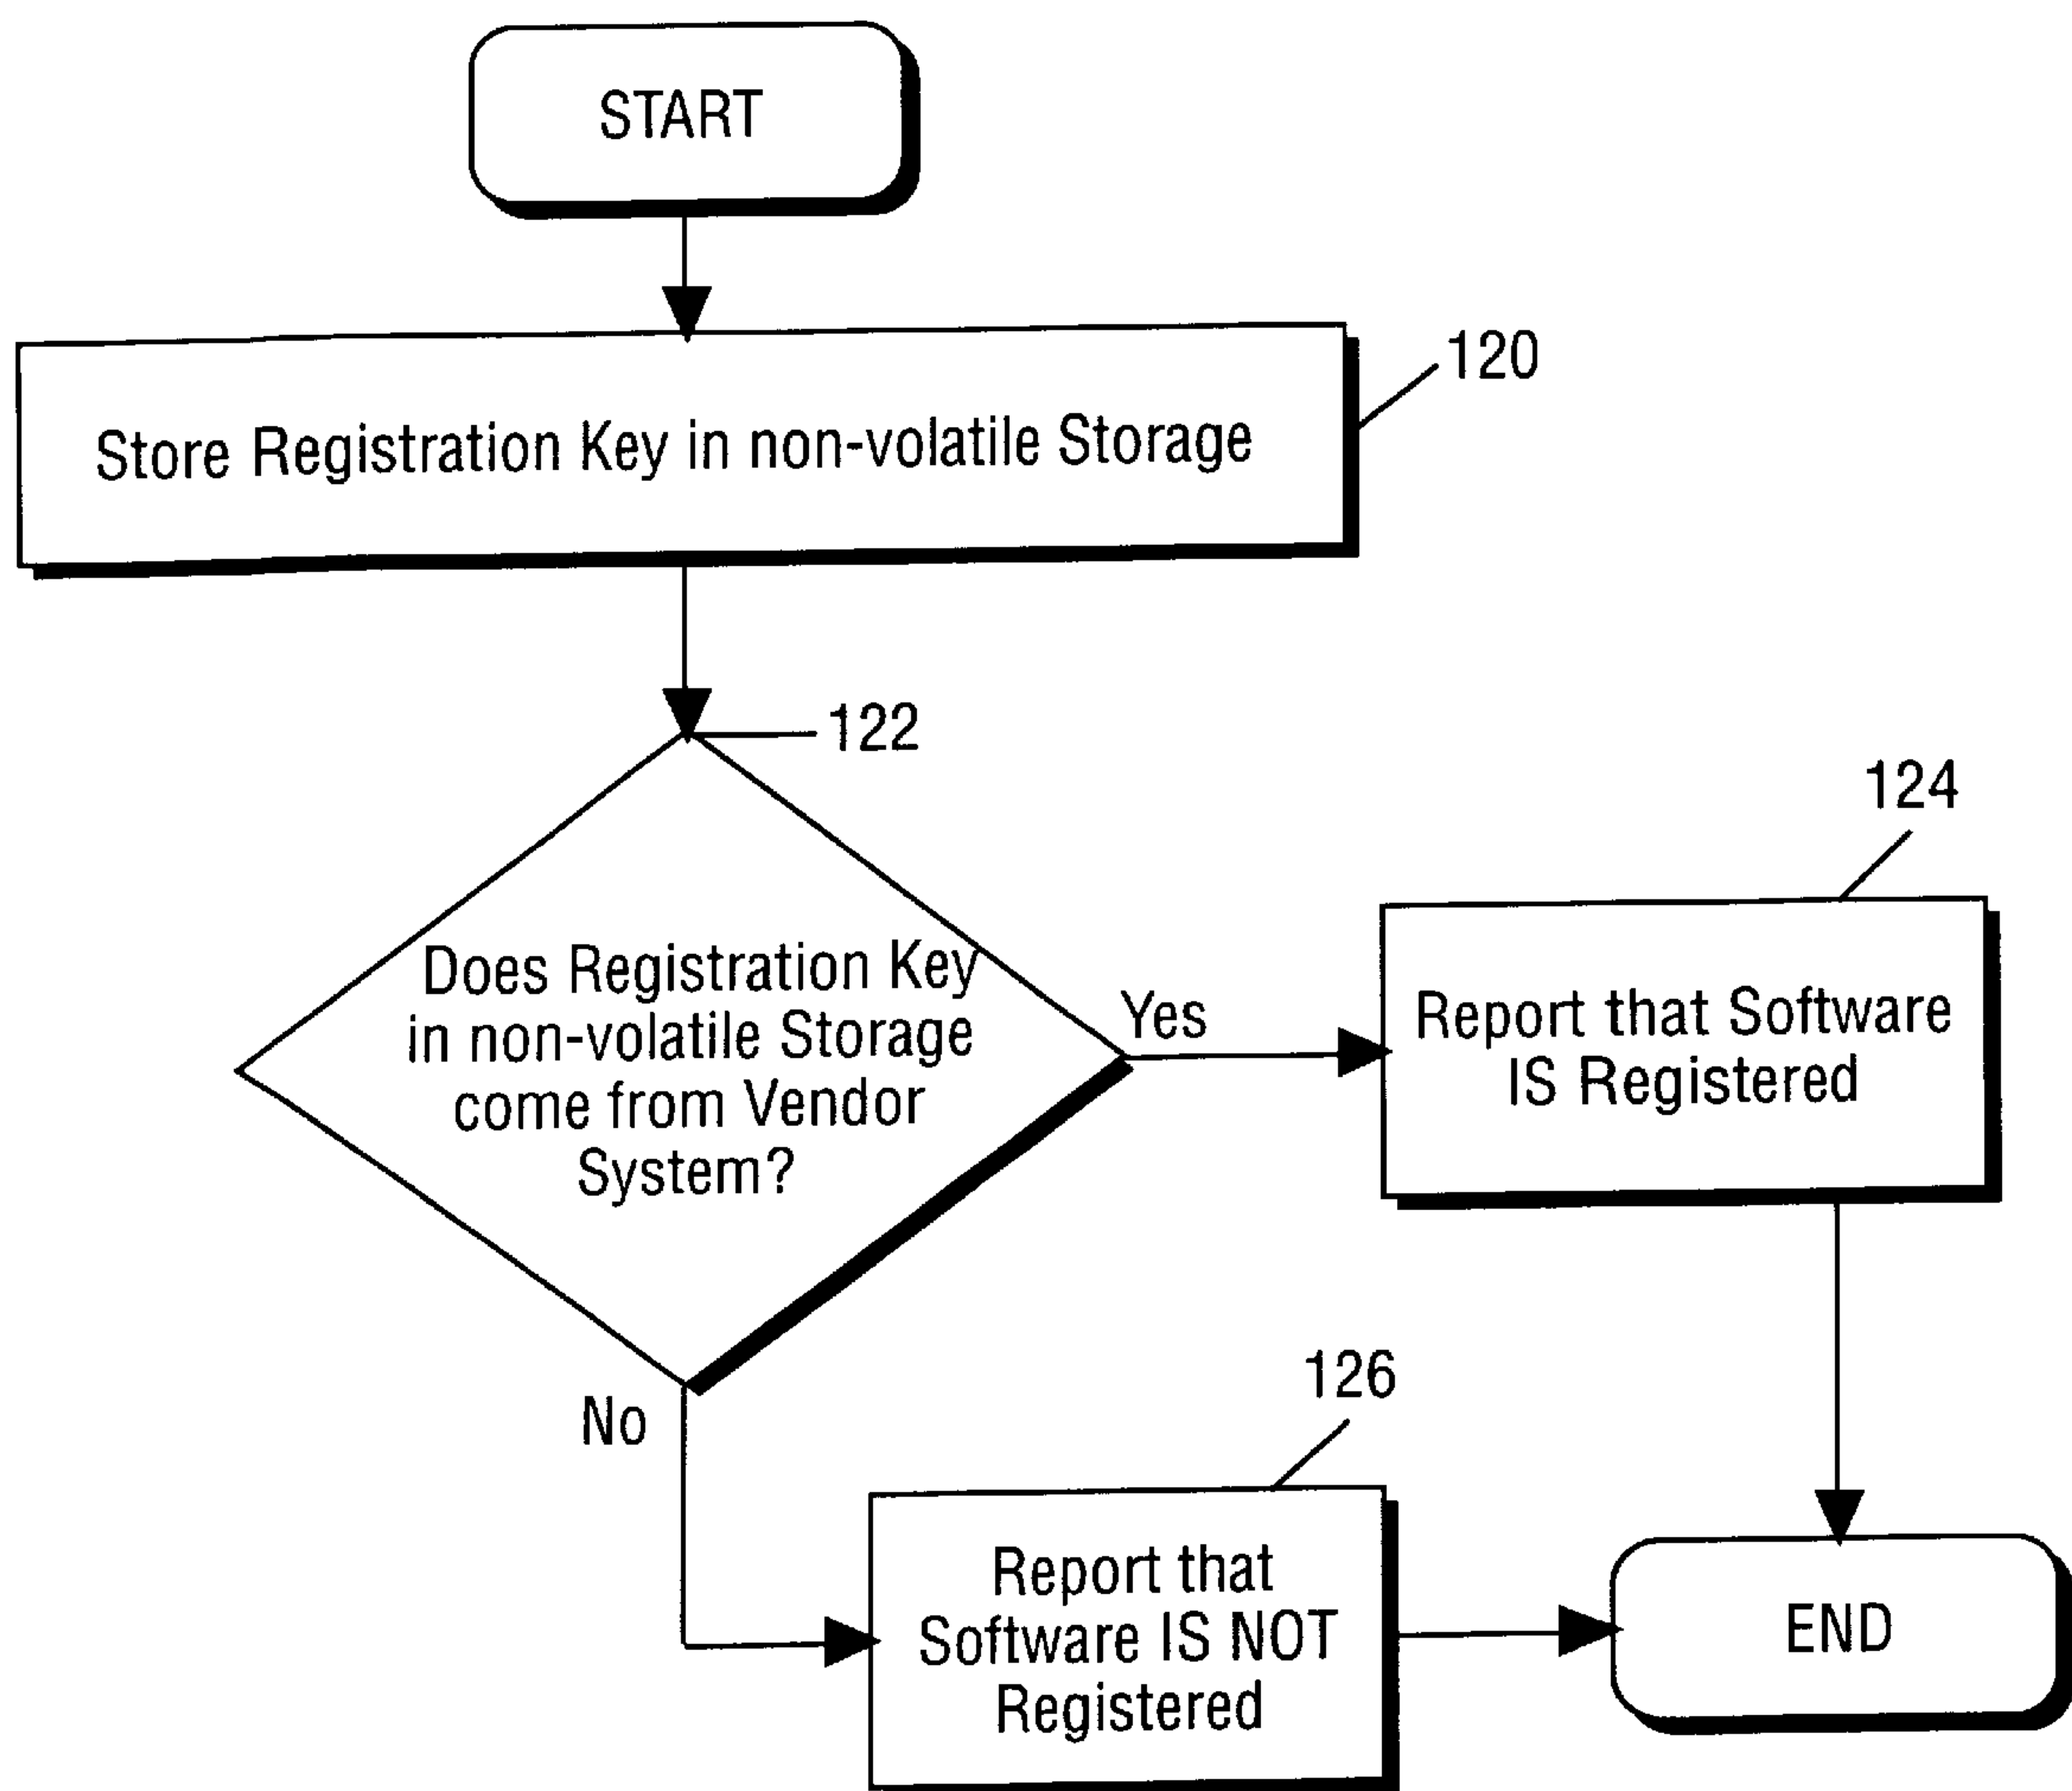 START
120
Store Registration Key in non-volatile Storage
122
Does Registration Key
in non-volatile Storage
come from Vendor
System?
Yes
124
Report that Software
IS Registered
No
126
Report that
Software IS NOT
Registered
END